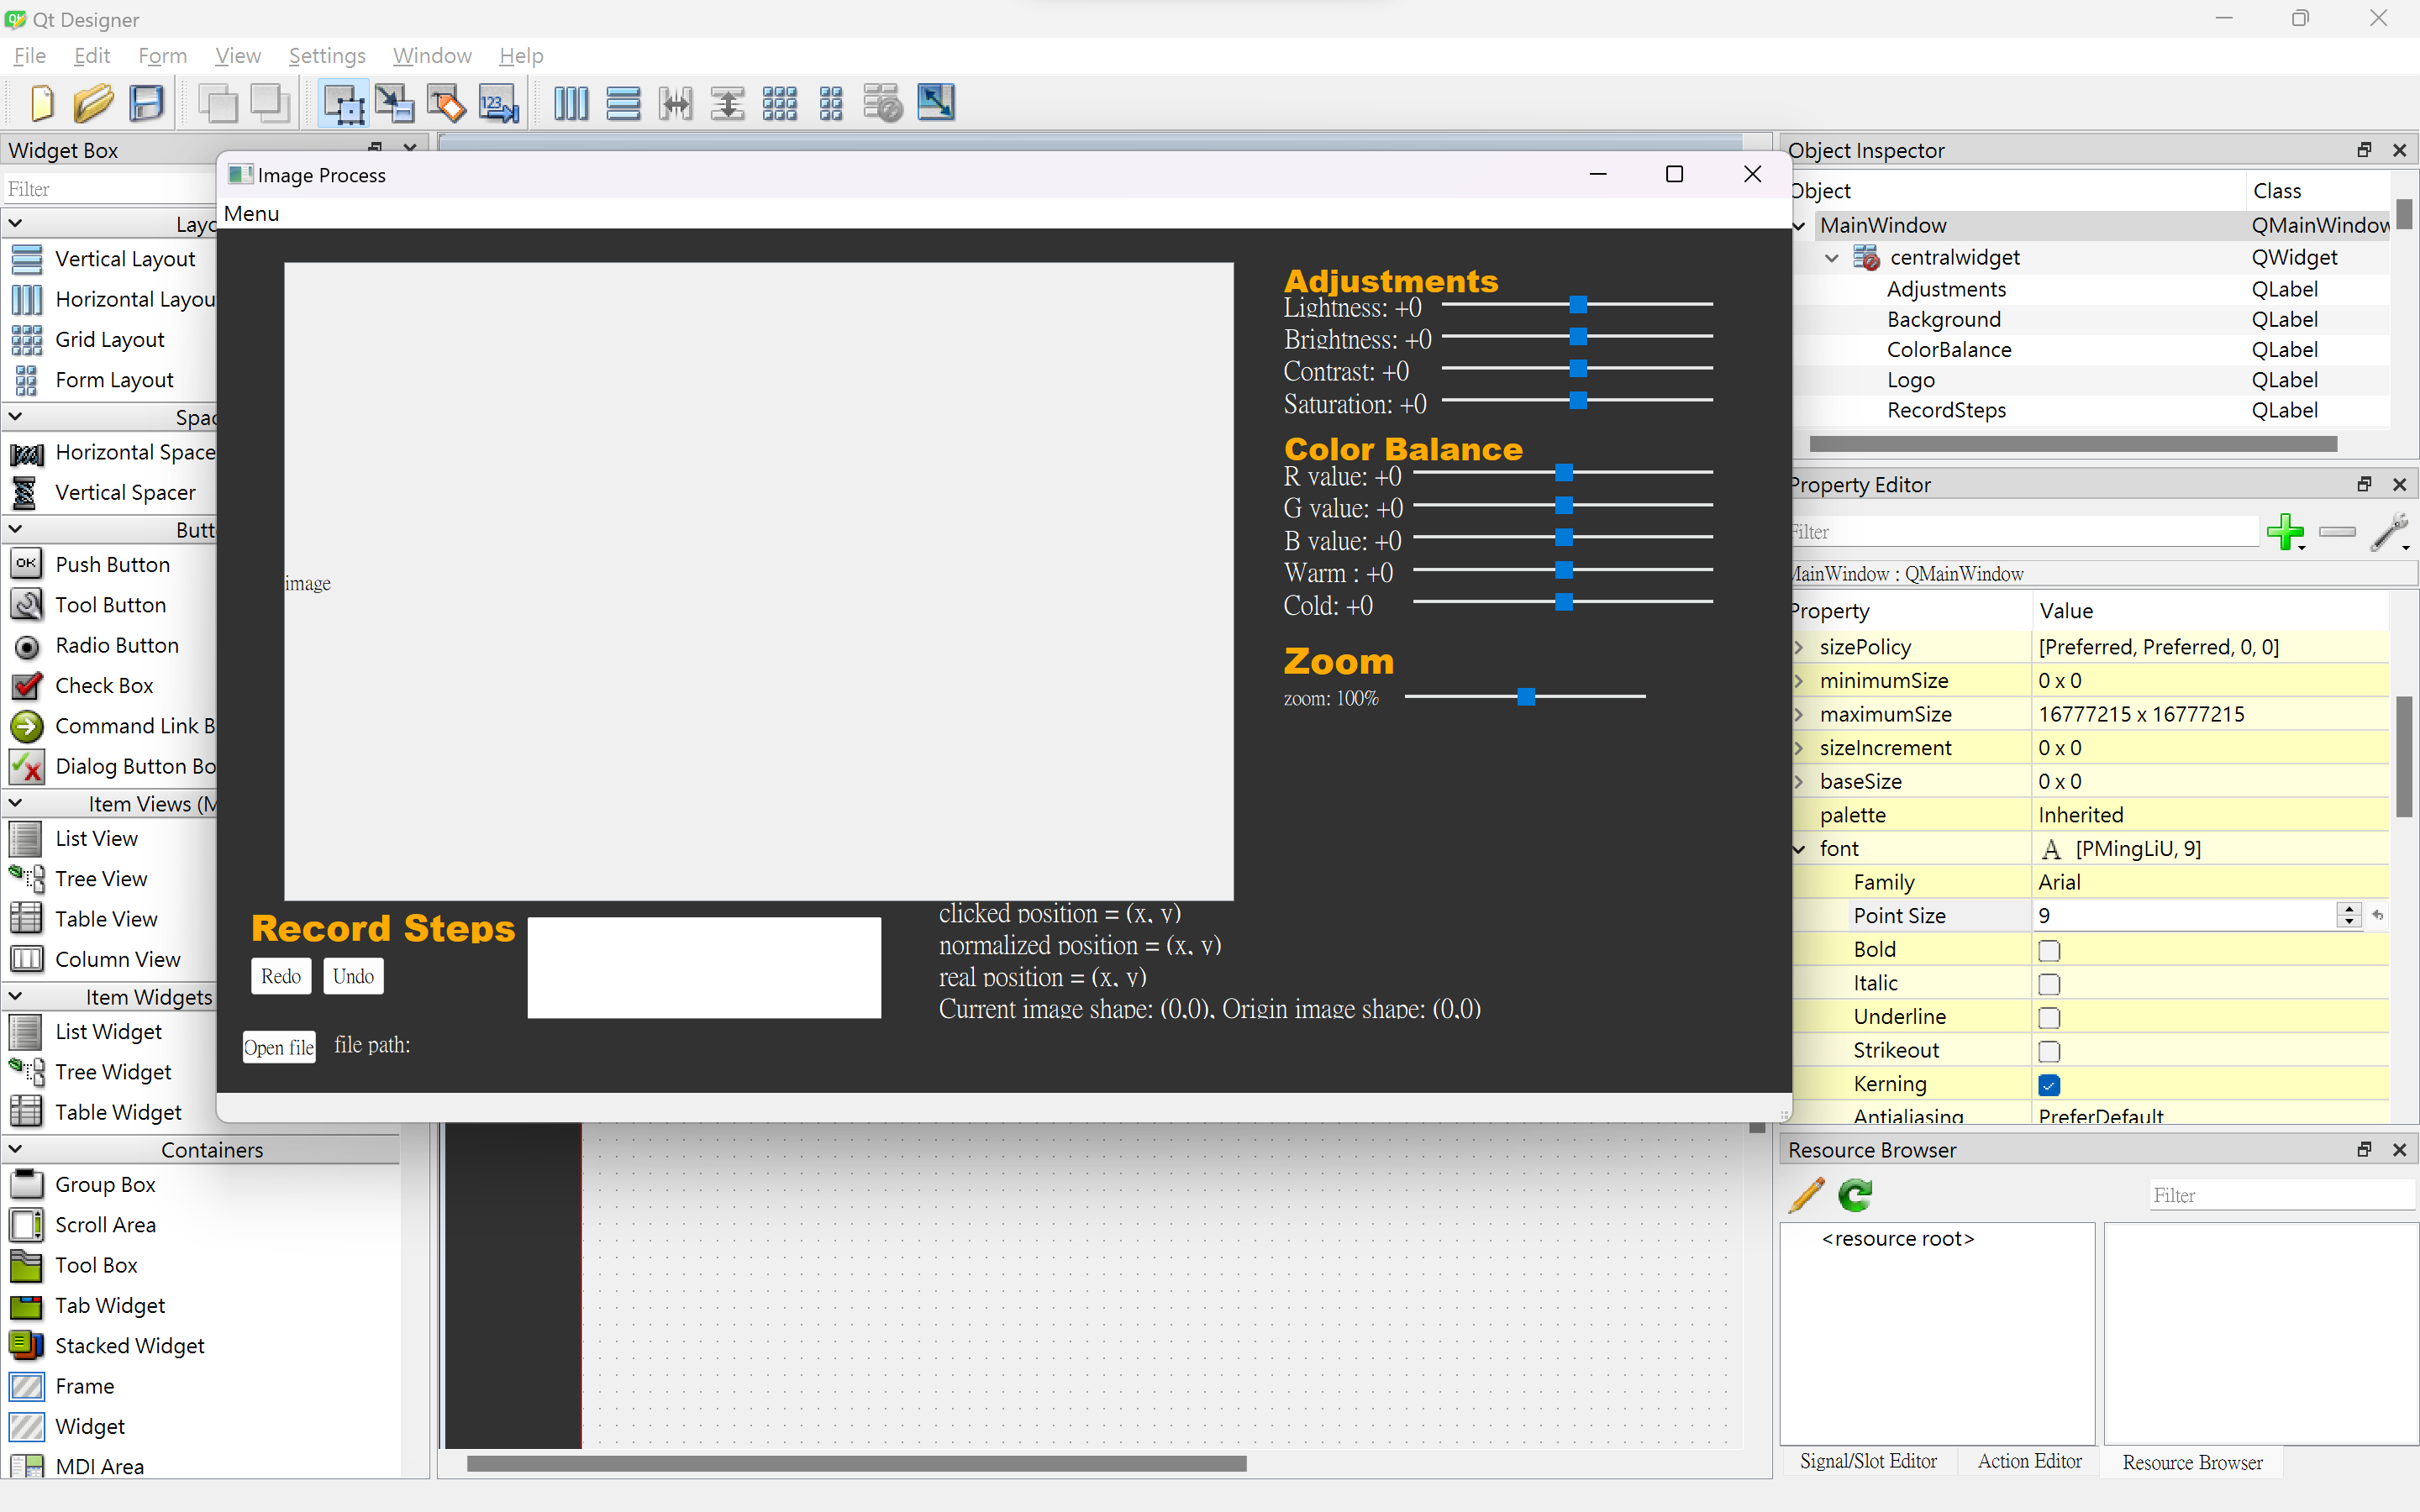 Qt Designer
File Edit Form View Settings Window Help
Widget Box
Filter
Layo
Vertical Layout
Horizontal Layou
Grid Layout
Form Layout
Spac
Horizontal Space
Vertical Spacer
Butt
Push Button
Tool Button
Radio Button
Check Box
Command Link B
Dialog Button Bo
Item Views (M
List View
Tree View
Table View
Column View
Item Widgets
List Widget
Tree Widget
Table Widget
Containers
Group Box
Scroll Area
Tool Box
Tab Widget
Stacked Widget
Frame
Widget
MDI Area
Image Process
Menu
image
Adjustments
Lightness: +0
Brightness: +0
Contrast: +0
Saturation: +0
Color Balance
R value: +0
G value: +0
B value: +0
Warm : +0
Cold: +0
Zoom
zoom: 100%
Record Steps
Redo Undo
Open file file path:
clicked position = (x, y)
normalized position = (x, y)
real position = (x, y)
Current image shape: (0,0), Origin image shape: (0,0)
Object Inspector
Object Class
MainWindow QMainWindow
centralwidget QWidget
Adjustments QLabel
Background QLabel
ColorBalance QLabel
Logo QLabel
RecordSteps QLabel
Property Editor
Filter
MainWindow : QMainWindow
Property Value
sizePolicy [Preferred, Preferred, 0, 0]
minimumSize 0 x 0
maximumSize 16777215 x 16777215
sizeIncrement 0 x 0
baseSize 0 x 0
palette Inherited
font A [PMingLiU, 9]
Family Arial
Point Size 9
Bold
Italic
Underline
Strikeout
Kerning
Antialiasing PreferDefault
Resource Browser
Filter
<resource root>
Signal/Slot Editor Action Editor Resource Browser